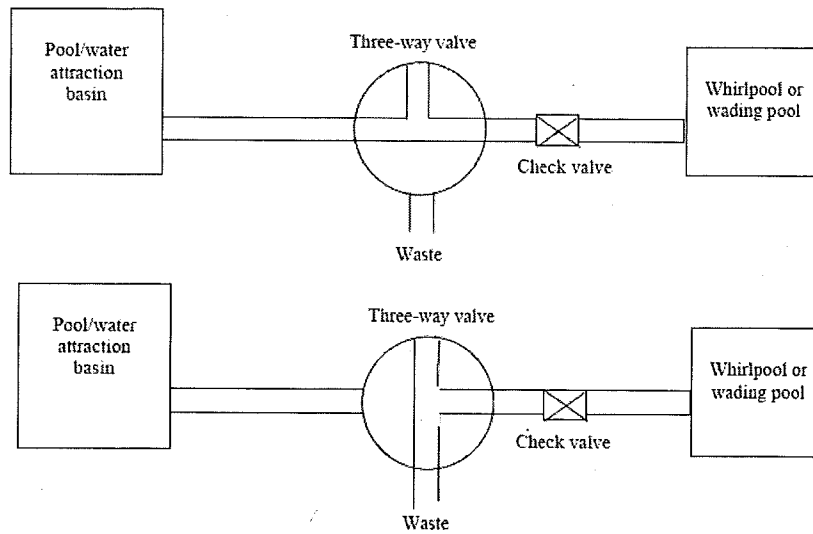 Three-way valve
Pool/water
attraction
basin
Whirlpool or
wading pool
Check valve
Waste
Three-way valve
Pool/water
attraction
basin
Whirlpool or
wading pool
Check valve
Waste